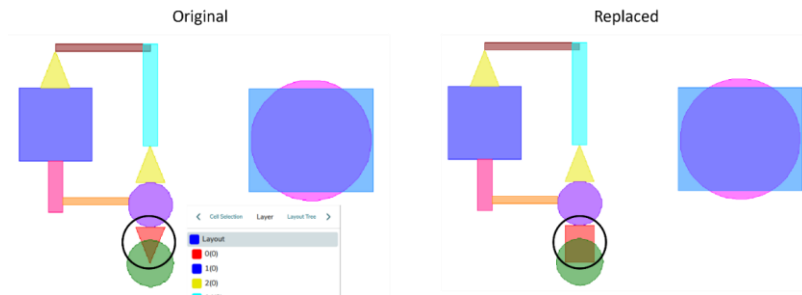 Original
Replaced
< Cell Selection Layer Layout Tree >
Layout
0(0)
1(0)
2(0)